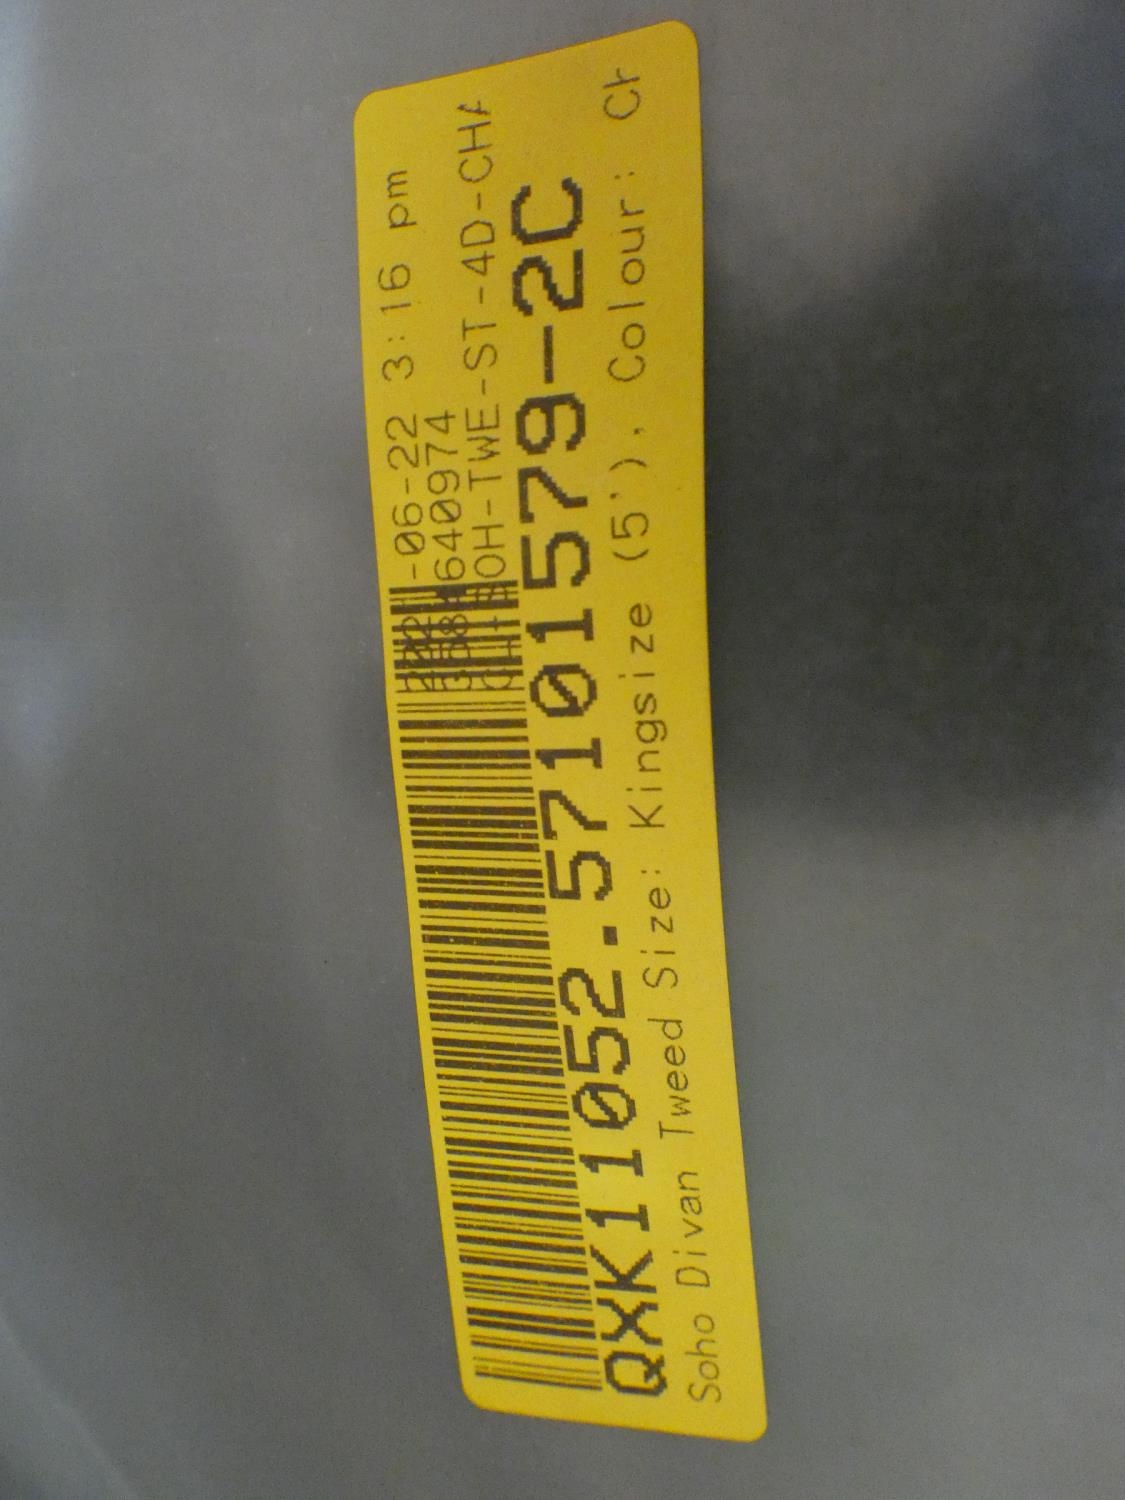 -06-22 3:16 pm
640974
OH-TWE-ST-4D-CHA
QXK11052.57101579-2C
Soho Divan Tweed Size: Kingsize (5'), Colour: Ch